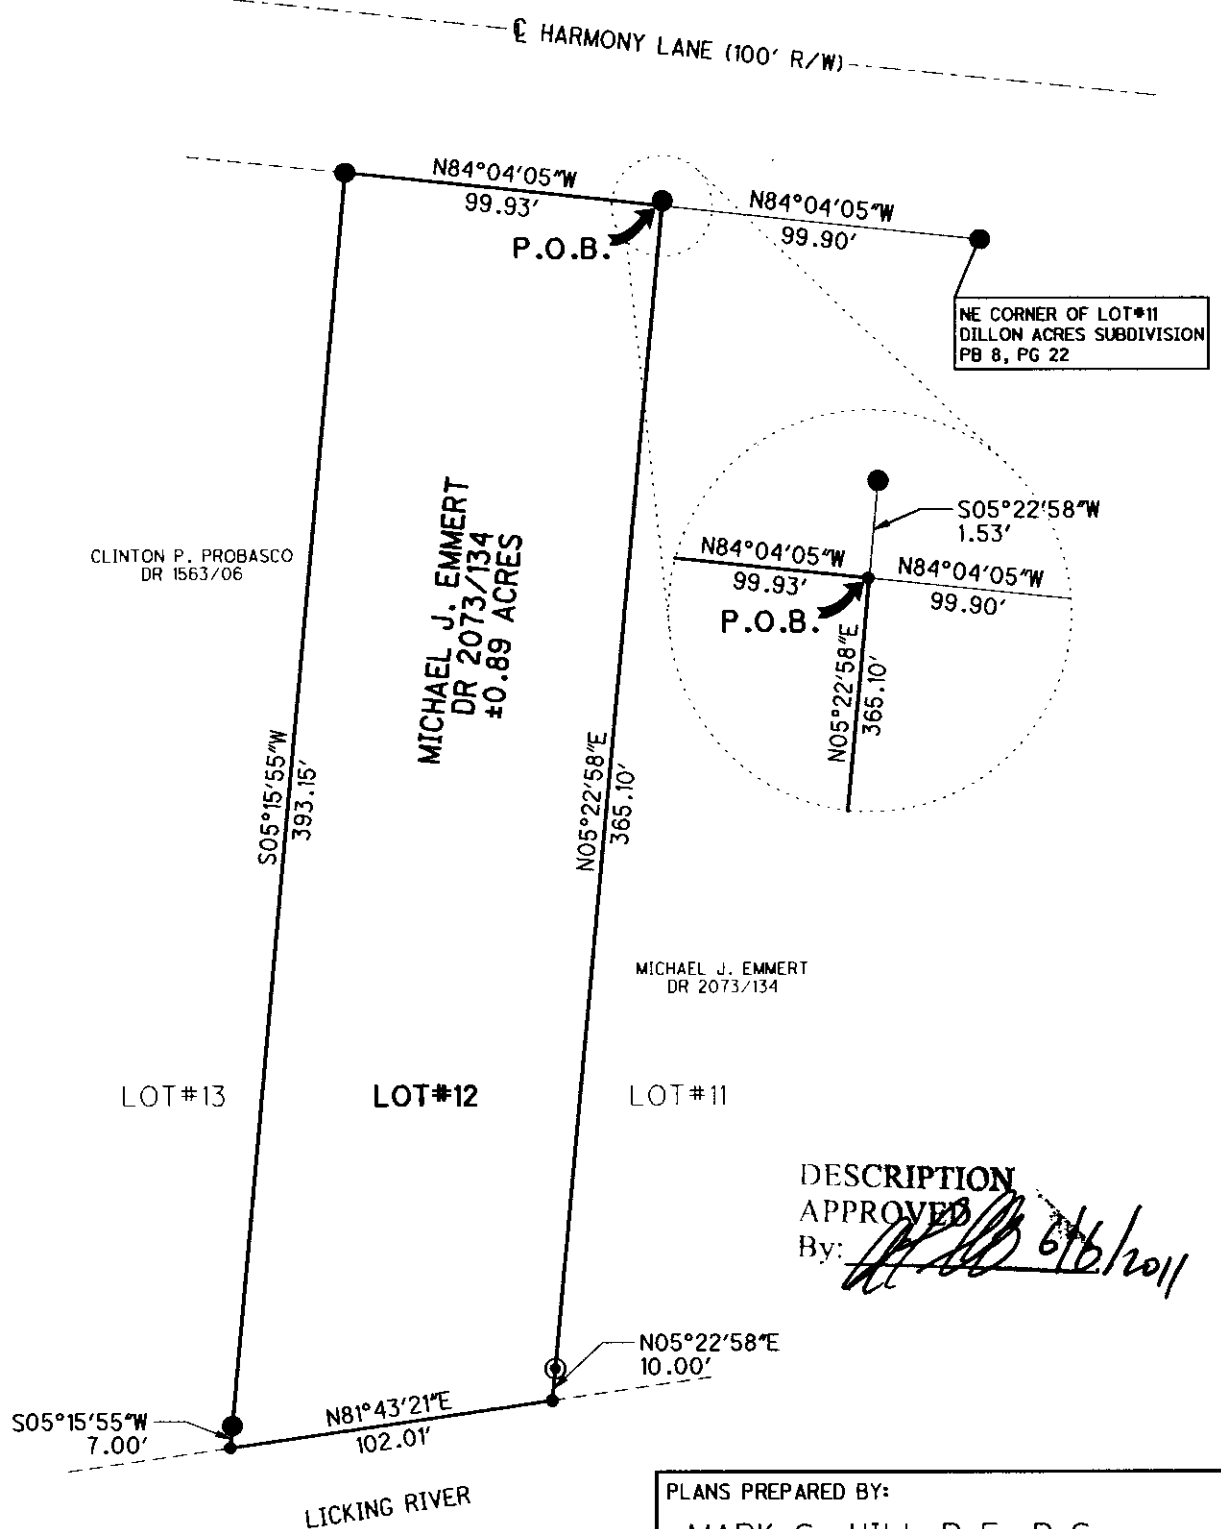 ℄ HARMONY LANE (100' R/W)
N84°04'05"W
99.93'
N84°04'05"W
99.90'
P.O.B.
NE CORNER OF LOT#11
DILLON ACRES SUBDIVISION
PB 8, PG 22
S05°22'58"W
1.53'
N84°04'05"W
99.93'
N84°04'05"W
99.90'
P.O.B.
N05°22'58"E
365.10'
CLINTON P. PROBASCO
DR 1563/06
MICHAEL J. EMMERT
DR 2073/134
±0.89 ACRES
S05°15'55"W
393.15'
N05°22'58"E
365.10'
MICHAEL J. EMMERT
DR 2073/134
LOT#13
LOT#12
LOT#11
DESCRIPTION
APPROVED
By: 6/6/2011
N05°22'58"E
10.00'
S05°15'55"W
7.00'
N81°43'21"E
102.01'
LICKING RIVER
PLANS PREPARED BY: